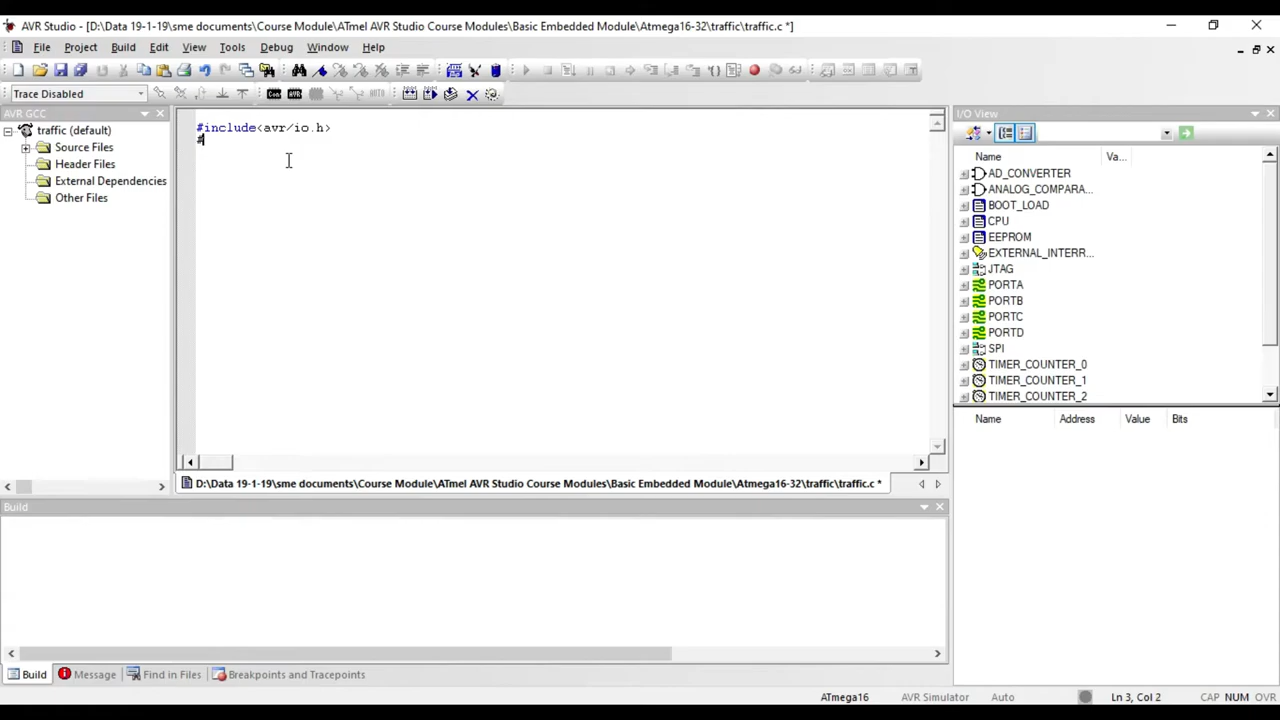 AVR Studio - [D:\Data 19-1-19\sme documents\Course Module\ATmel AVR Studio Course Modules\Basic Embedded Module\Atmega16-32\traffic\traffic.c *]
File Project Build Edit View Tools Debug Window Help
Trace Disabled
Con AVR AUTO
AVR GCC
traffic (default)
Source Files
Header Files
External Dependencies
Other Files
#include<avr/io.h>
#
D:\Data 19-1-19\sme documents\Course Module\ATmel AVR Studio Course Modules\Basic Embedded Module\Atmega16-32\traffic\traffic.c *
I/O View
Name Va...
AD_CONVERTER
ANALOG_COMPARA...
BOOT_LOAD
CPU
EEPROM
EXTERNAL_INTERR...
JTAG
PORTA
PORTB
PORTC
PORTD
SPI
TIMER_COUNTER_0
TIMER_COUNTER_1
TIMER_COUNTER_2
Name Address Value Bits
Build
Build Message Find in Files Breakpoints and Tracepoints
ATmega16 AVR Simulator Auto Ln 3, Col 2 CAP NUM OVR